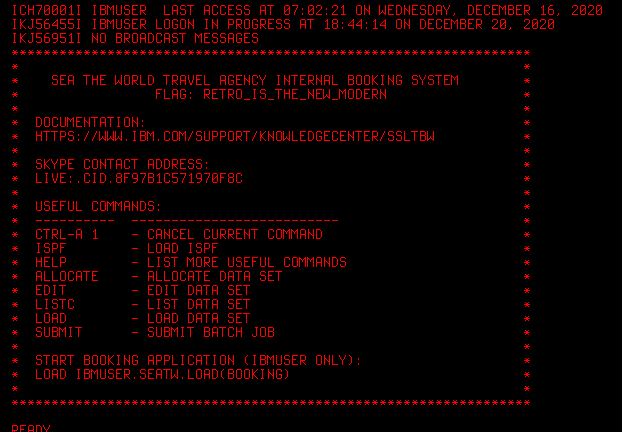 ICH70001I IBMUSER  LAST ACCESS AT 07:02:21 ON WEDNESDAY, DECEMBER 16, 2020
IKJ56455I IBMUSER LOGON IN PROGRESS AT 18:44:14 ON DECEMBER 20, 2020
IKJ56951I NO BROADCAST MESSAGES
*****************************************************************
*                                                               *
*    SEA THE WORLD TRAVEL AGENCY INTERNAL BOOKING SYSTEM        *
*                 FLAG: RETRO_IS_THE_NEW_MODERN                 *
*                                                               *
*  DOCUMENTATION:                                               *
*  HTTPS://WWW.IBM.COM/SUPPORT/KNOWLEDGECENTER/SSLTBW           *
*                                                               *
*  SKYPE CONTACT ADDRESS:                                       *
*  LIVE:.CID.8F97B1C571970F8C                                   *
*                                                               *
*  USEFUL COMMANDS:                                             *
*  ----------  --------------------------                       *
*  CTRL-A 1    - CANCEL CURRENT COMMAND                         *
*  ISPF        - LOAD ISPF                                      *
*  HELP        - LIST MORE USEFUL COMMANDS                      *
*  ALLOCATE    - ALLOCATE DATA SET                              *
*  EDIT        - EDIT DATA SET                                  *
*  LISTC       - LIST DATA SET                                  *
*  LOAD        - LOAD DATA SET                                  *
*  SUBMIT      - SUBMIT BATCH JOB                               *
*                                                               *
*  START BOOKING APPLICATION (IBMUSER ONLY):                    *
*  LOAD IBMUSER.SEATW.LOAD(BOOKING)                             *
*                                                               *
*****************************************************************
READY